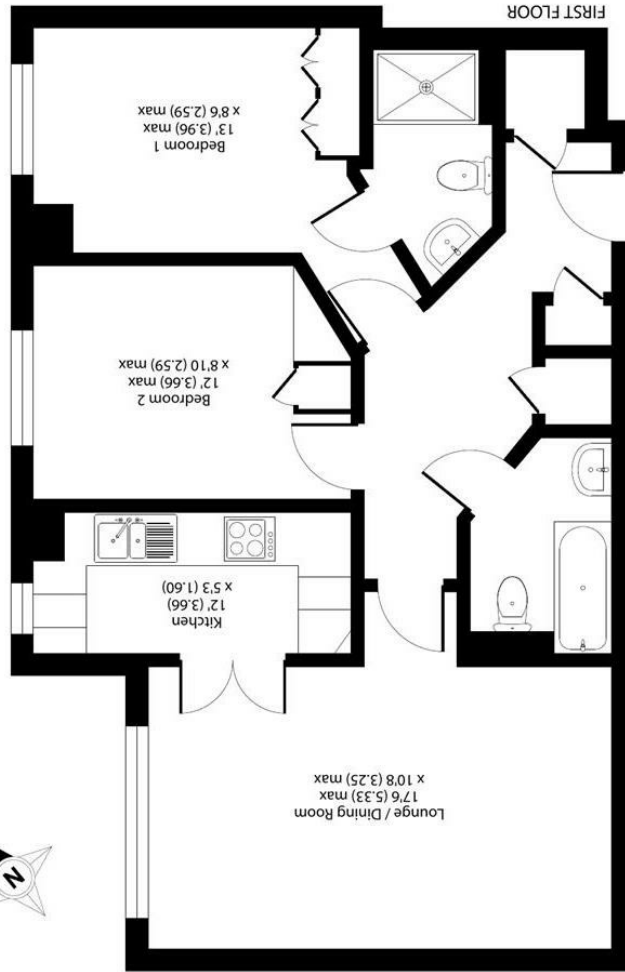 Lounge / Dining Room
17'6 (5.33) max
x 10'8 (3.25) max
N
Kitchen
12' (3.66)
x 5'3 (1.60)
Bedroom 2
12' (3.66) max
x 8'10 (2.59) max
Bedroom 1
13' (3.96) max
x 8'6 (2.59) max
FIRST FLOOR